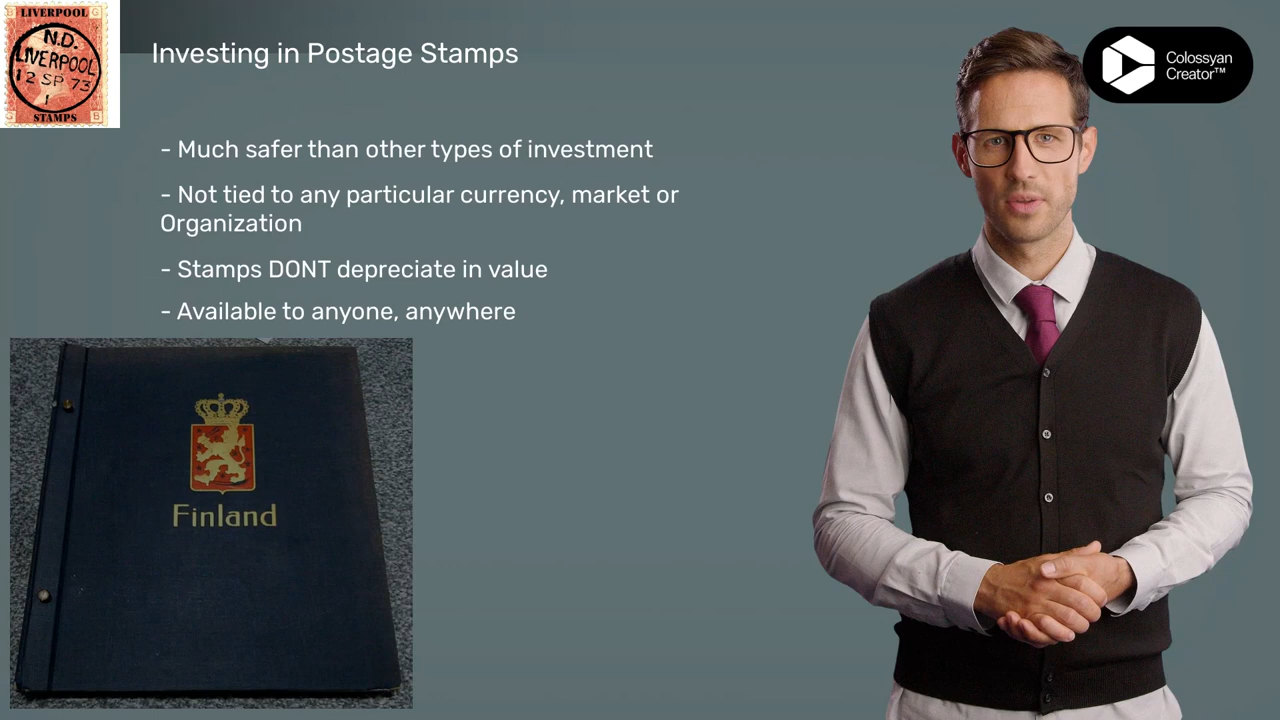 LIVERPOOL
N.D.
LIVERPOOL
12 SP 73
1
STAMPS
Investing in Postage Stamps
Colossyan
Creator™
- Much safer than other types of investment
- Not tied to any particular currency, market or
Organization
- Stamps DONT depreciate in value
- Available to anyone, anywhere
Finland